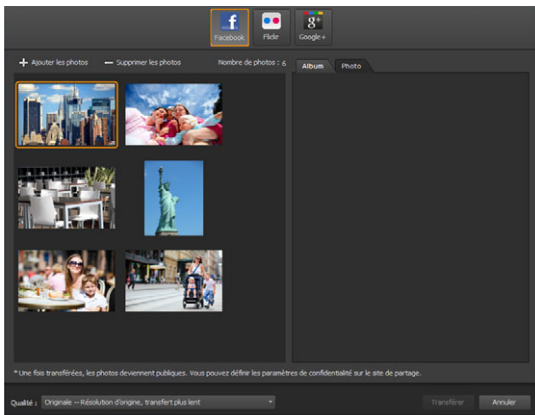 Facebook Flickr Google+
Ajouter les photos Supprimer les photos Nombre de photos : 6
Album Photo
* Une fois transférées, les photos deviennent publiques. Vous pouvez définir les paramètres de confidentialité sur le site de partage.
Qualité : Originale -- Résolution d'origine, transfert plus lent Transférer Annuler